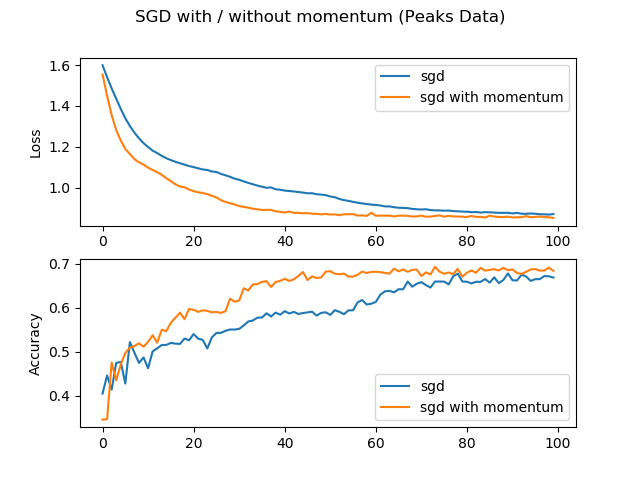 SGD with / without momentum (Peaks Data)
1.6
1.4
1.2
1.0
Loss
sgd
sgd with momentum
0 20 40 60 80 100
0.7
0.6
0.5
0.4
Accuracy
sgd
sgd with momentum
0 20 40 60 80 100